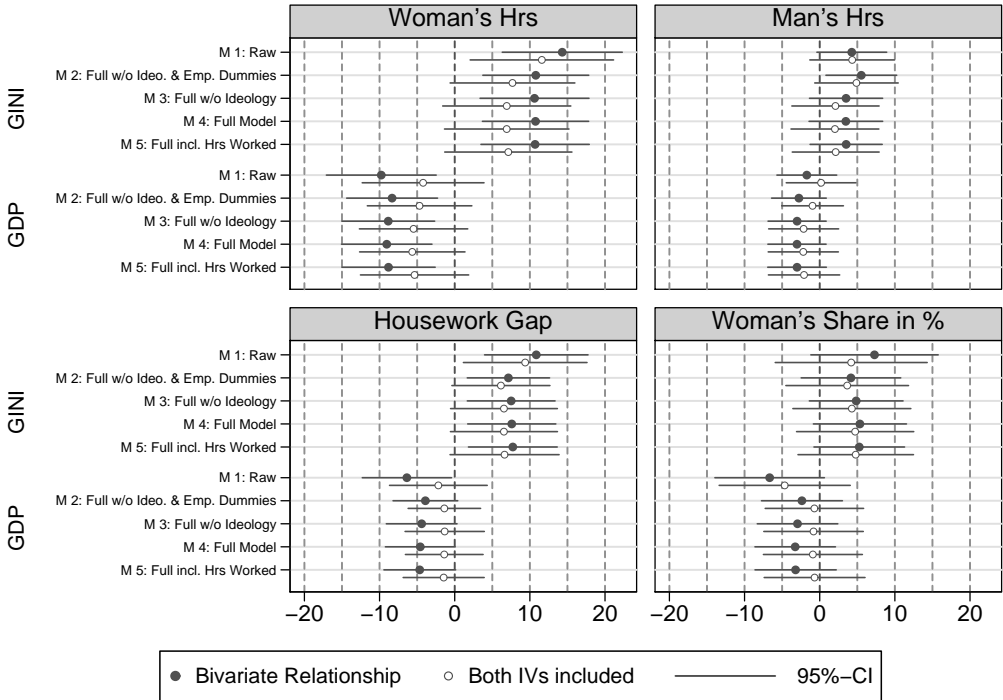 Woman's Hrs
Man's Hrs
GINI
M 1: Raw
M 2: Full w/o Ideo. & Emp. Dummies
M 3: Full w/o Ideology
M 4: Full Model
M 5: Full incl. Hrs Worked
GDP
M 1: Raw
M 2: Full w/o Ideo. & Emp. Dummies
M 3: Full w/o Ideology
M 4: Full Model
M 5: Full incl. Hrs Worked
Housework Gap
Woman's Share in %
GINI
M 1: Raw
M 2: Full w/o Ideo. & Emp. Dummies
M 3: Full w/o Ideology
M 4: Full Model
M 5: Full incl. Hrs Worked
GDP
M 1: Raw
M 2: Full w/o Ideo. & Emp. Dummies
M 3: Full w/o Ideology
M 4: Full Model
M 5: Full incl. Hrs Worked
−20 −10 0 10 20
−20 −10 0 10 20
Bivariate Relationship Both IVs included 95%−CI